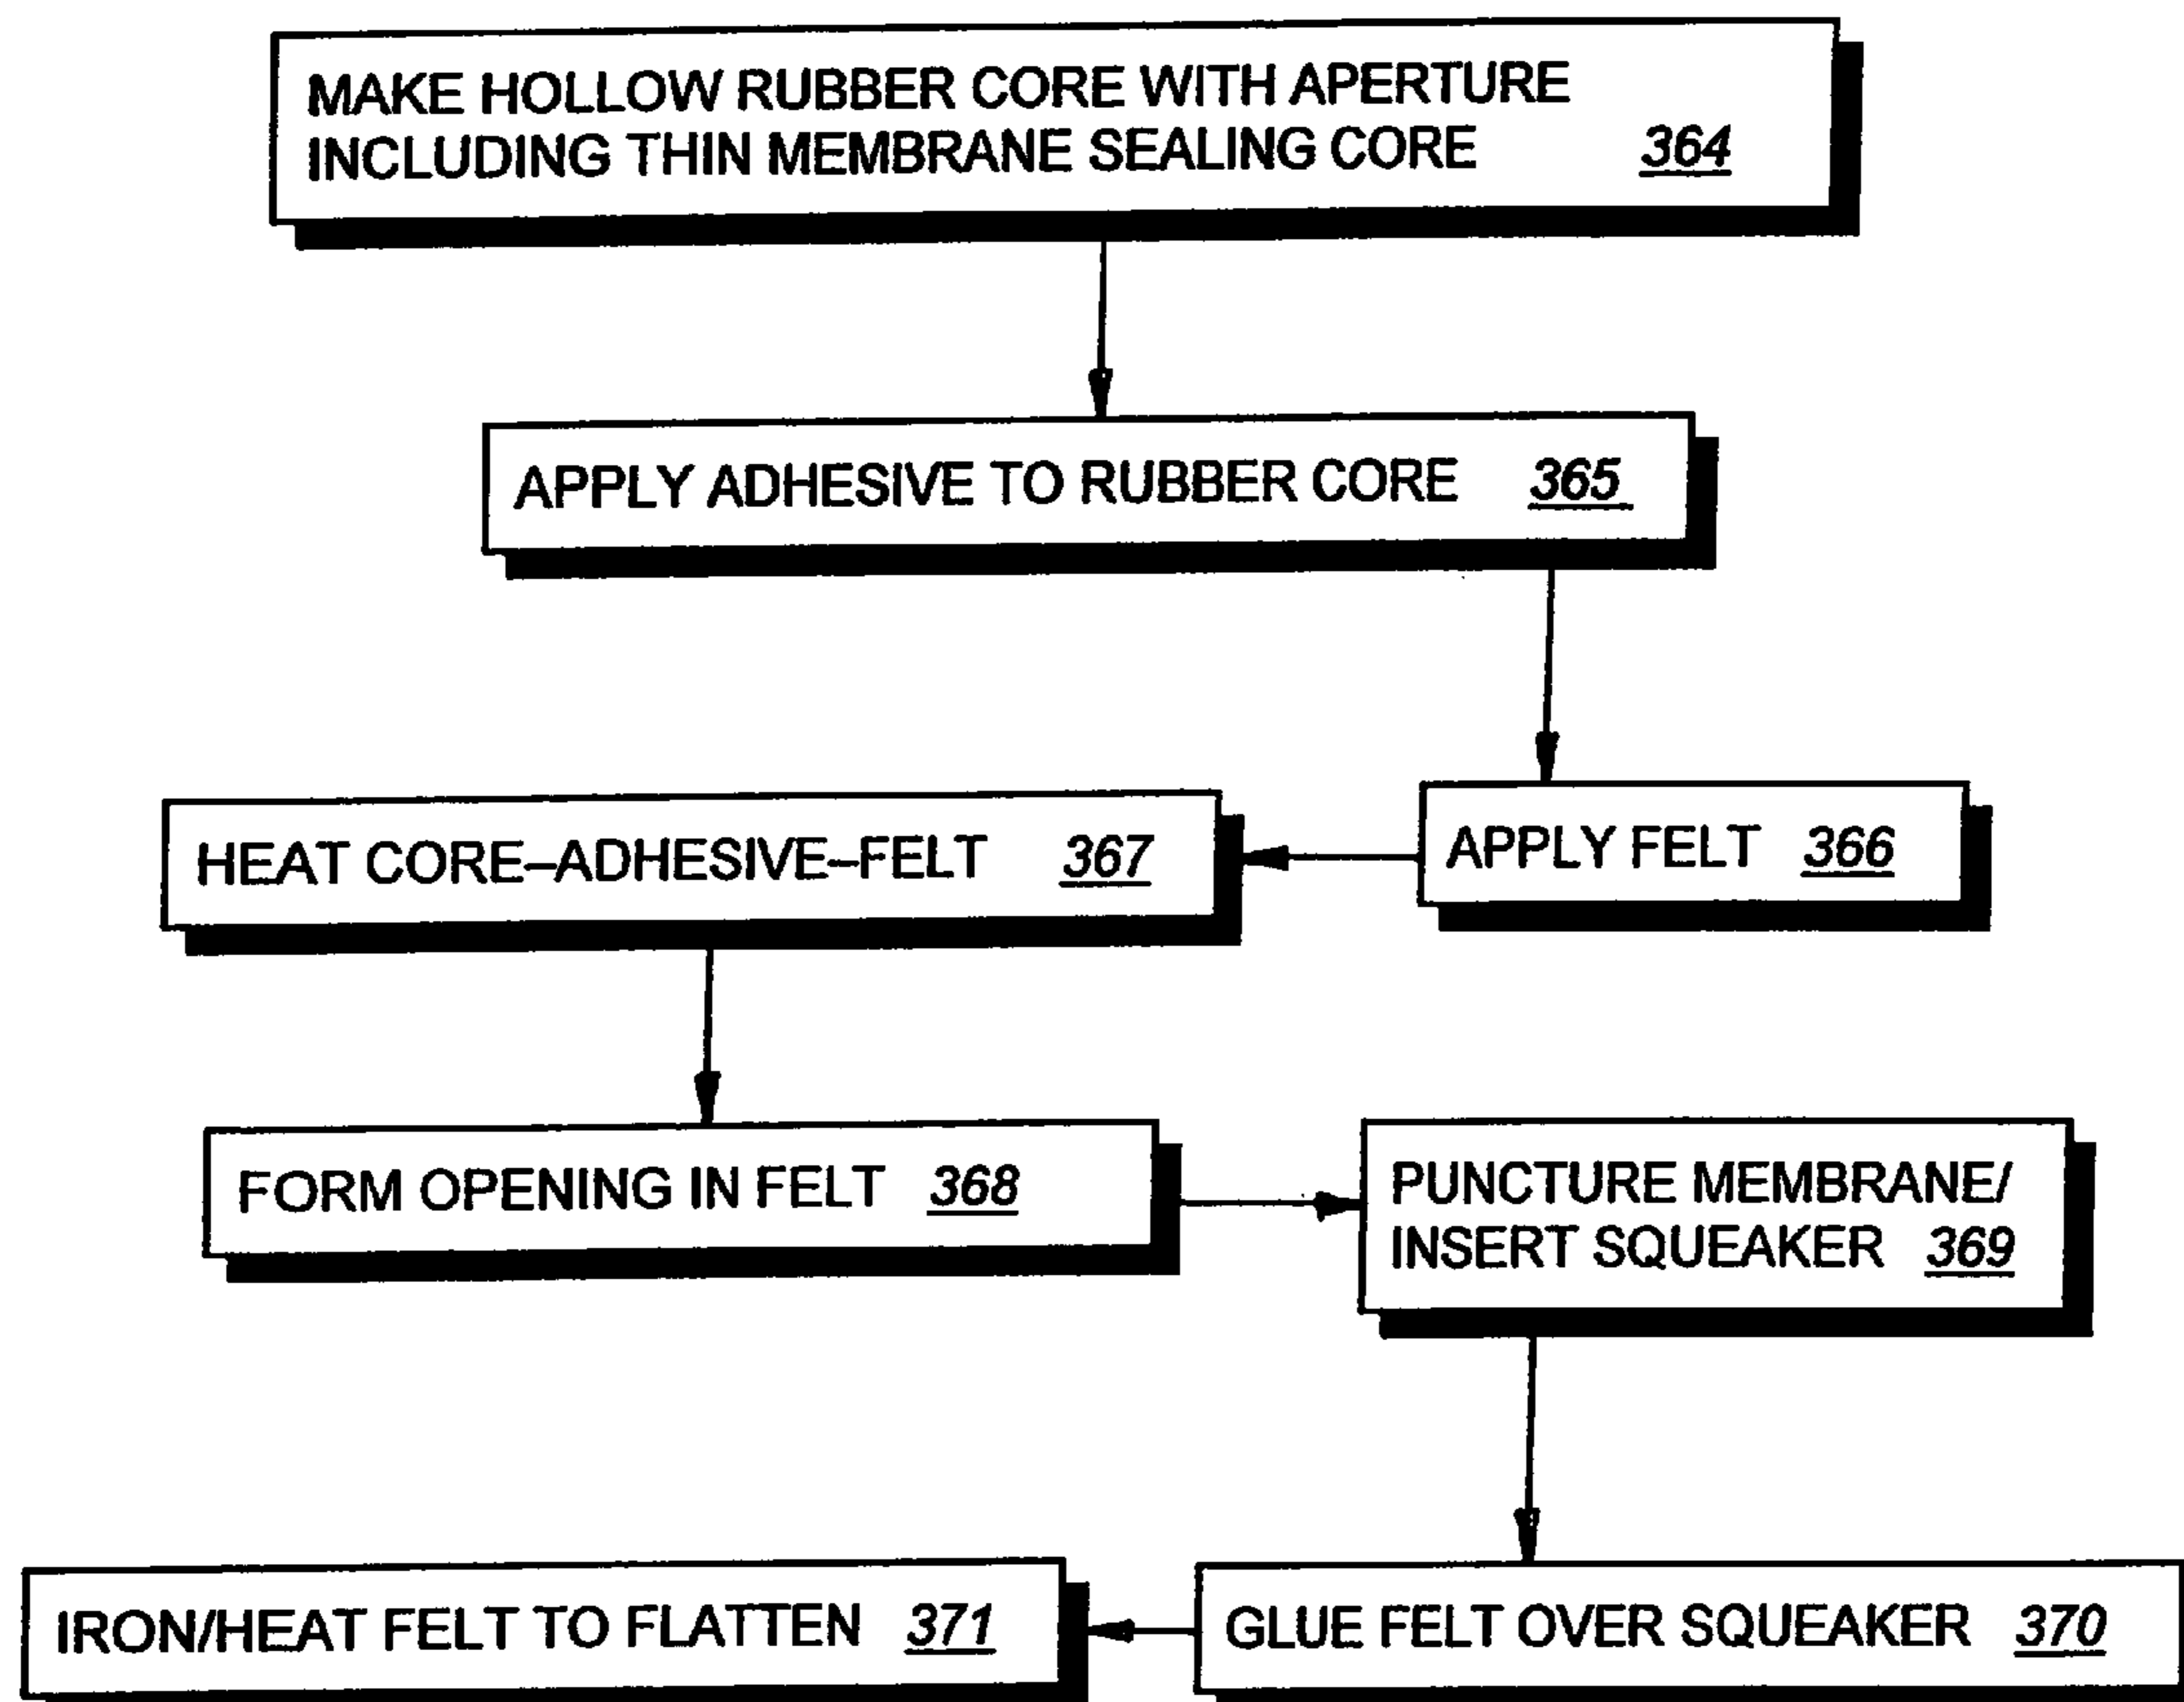 MAKE HOLLOW RUBBER CORE WITH APERTURE
INCLUDING THIN MEMBRANE SEALING CORE 364
APPLY ADHESIVE TO RUBBER CORE 365
APPLY FELT 366
HEAT CORE–ADHESIVE–FELT 367
FORM OPENING IN FELT 368
PUNCTURE MEMBRANE/
INSERT SQUEAKER 369
GLUE FELT OVER SQUEAKER 370
IRON/HEAT FELT TO FLATTEN 371